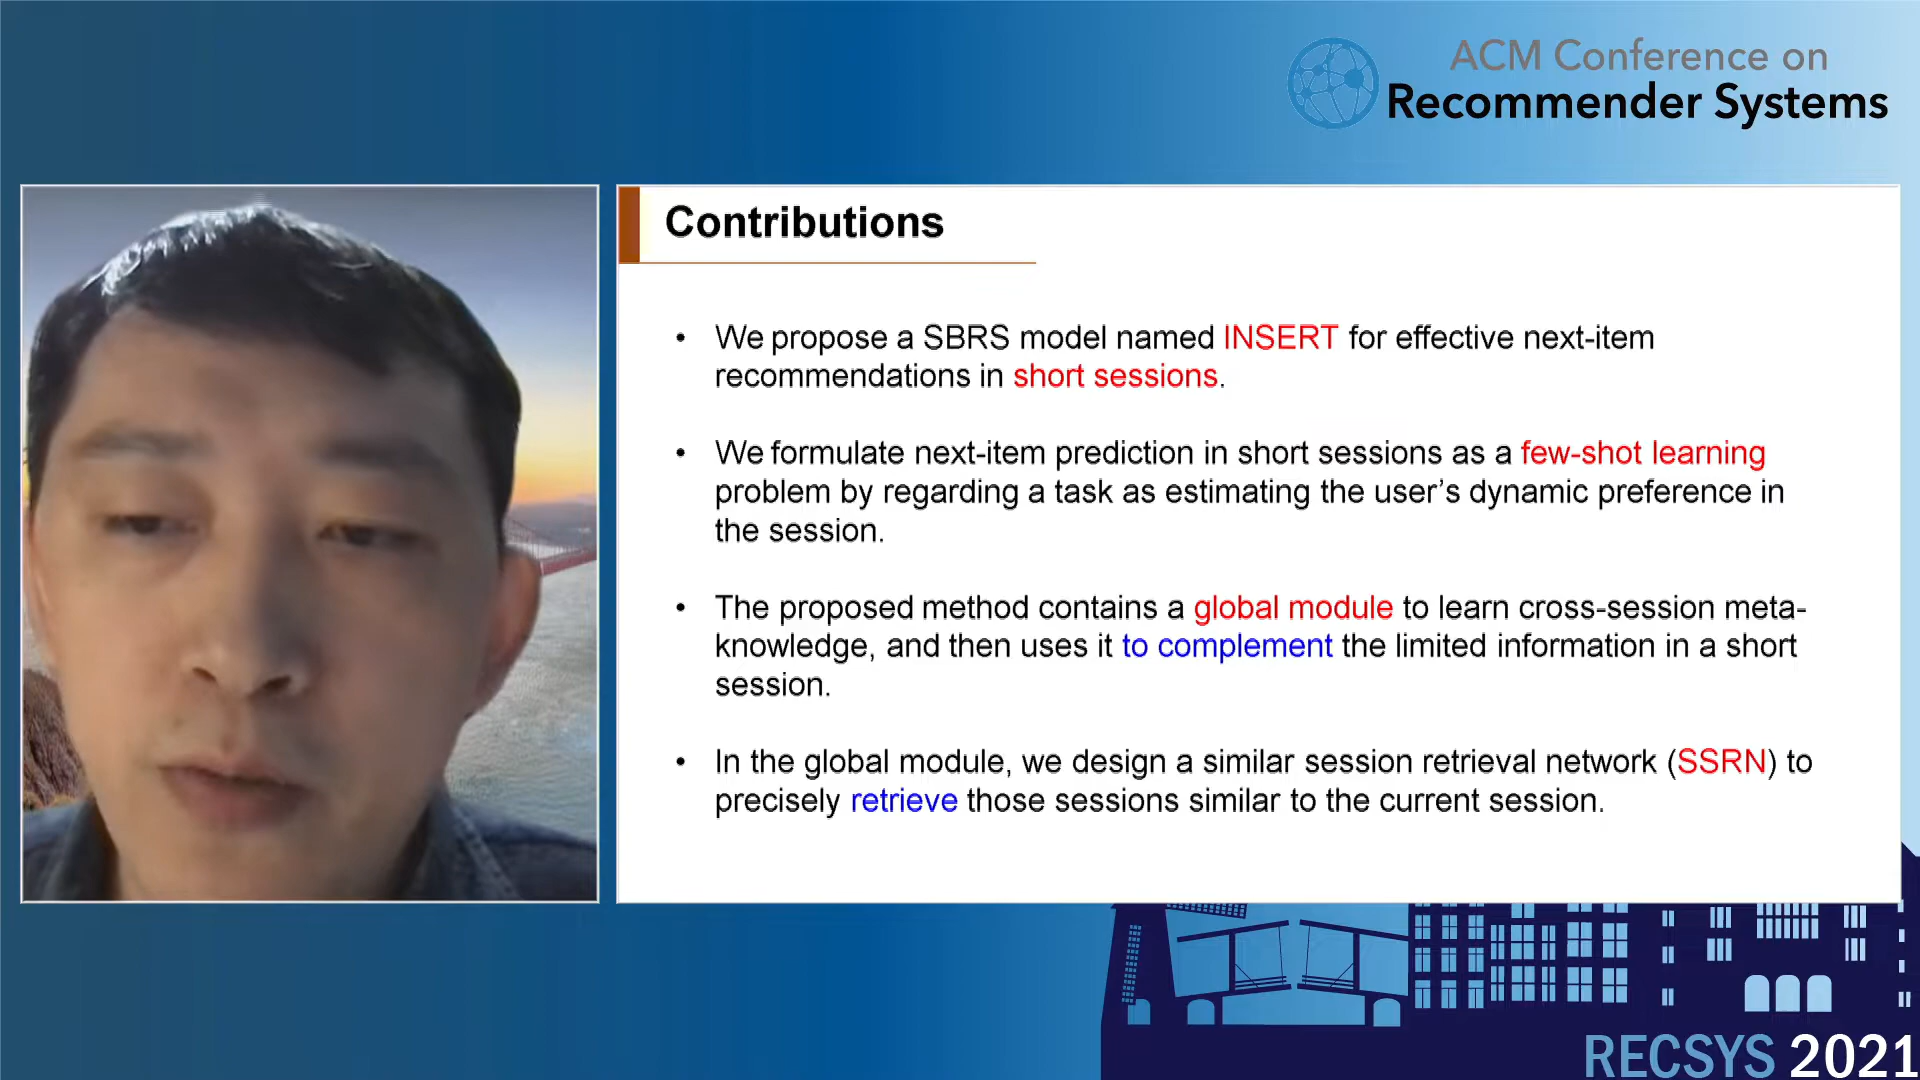 ACM Conference on
Recommender Systems
Contributions
• We propose a SBRS model named INSERT for effective next-item
recommendations in short sessions.
• We formulate next-item prediction in short sessions as a few-shot learning
problem by regarding a task as estimating the user’s dynamic preference in
the session.
• The proposed method contains a global module to learn cross-session meta-
knowledge, and then uses it to complement the limited information in a short
session.
• In the global module, we design a similar session retrieval network (SSRN) to
precisely retrieve those sessions similar to the current session.
RECSYS 2021